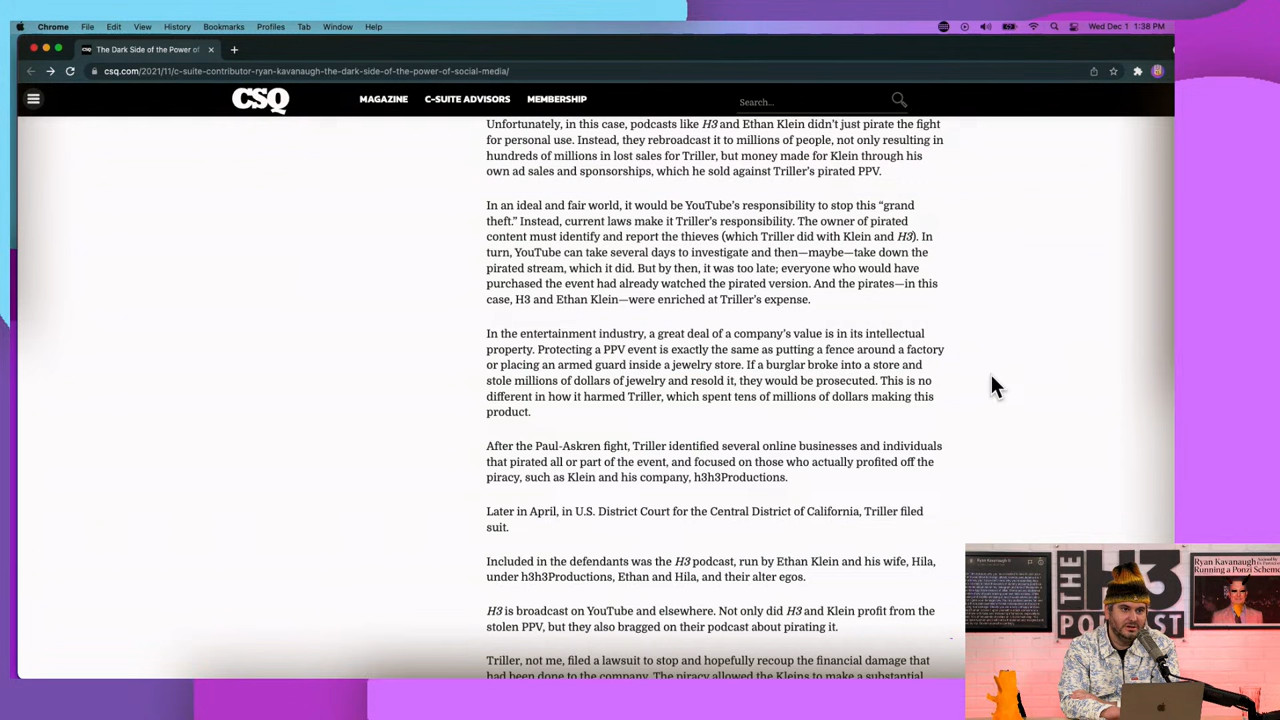 Chrome File Edit View History Bookmarks Profiles Tab Window Help Wed Dec 1 1:38 PM
CSQ The Dark Side of the Power of
csq.com/2021/11/c-suite-contributor-ryan-kavanaugh-the-dark-side-of-the-power-of-social-media/
CSQ MAGAZINE C-SUITE ADVISORS MEMBERSHIP Search...
Unfortunately, in this case, podcasts like H3 and Ethan Klein didn’t just pirate the fight
for personal use. Instead, they rebroadcast it to millions of people, not only resulting in
hundreds of millions in lost sales for Triller, but money made for Klein through his
own ad sales and sponsorships, which he sold against Triller’s pirated PPV.
In an ideal and fair world, it would be YouTube’s responsibility to stop this “grand
theft.” Instead, current laws make it Triller’s responsibility. The owner of pirated
content must identify and report the thieves (which Triller did with Klein and H3). In
turn, YouTube can take several days to investigate and then—maybe—take down the
pirated stream, which it did. But by then, it was too late; everyone who would have
purchased the event had already watched the pirated version. And the pirates—in this
case, H3 and Ethan Klein—were enriched at Triller’s expense.
In the entertainment industry, a great deal of a company’s value is in its intellectual
property. Protecting a PPV event is exactly the same as putting a fence around a factory
or placing an armed guard inside a jewelry store. If a burglar broke into a store and
stole millions of dollars of jewelry and resold it, they would be prosecuted. This is no
different in how it harmed Triller, which spent tens of millions of dollars making this
product.
After the Paul-Askren fight, Triller identified several online businesses and individuals
that pirated all or part of the event, and focused on those who actually profited off the
piracy, such as Klein and his company, h3h3Productions.
Later in April, in U.S. District Court for the Central District of California, Triller filed
suit.
Included in the defendants was the H3 podcast, run by Ethan Klein and his wife, Hila,
under h3h3Productions, Ethan and Hila, and their alter egos.
H3 is broadcast on YouTube and elsewhere. Not only did H3 and Klein profit from the
stolen PPV, but they also bragged on their podcast about pirating it.
Triller, not me, filed a lawsuit to stop and hopefully recoup the financial damage that
had been done to the company. The piracy allowed the Kleins to make a substantial
THE
PODCAST
Ryan Kavanaugh
Running a Ponzi Scheme